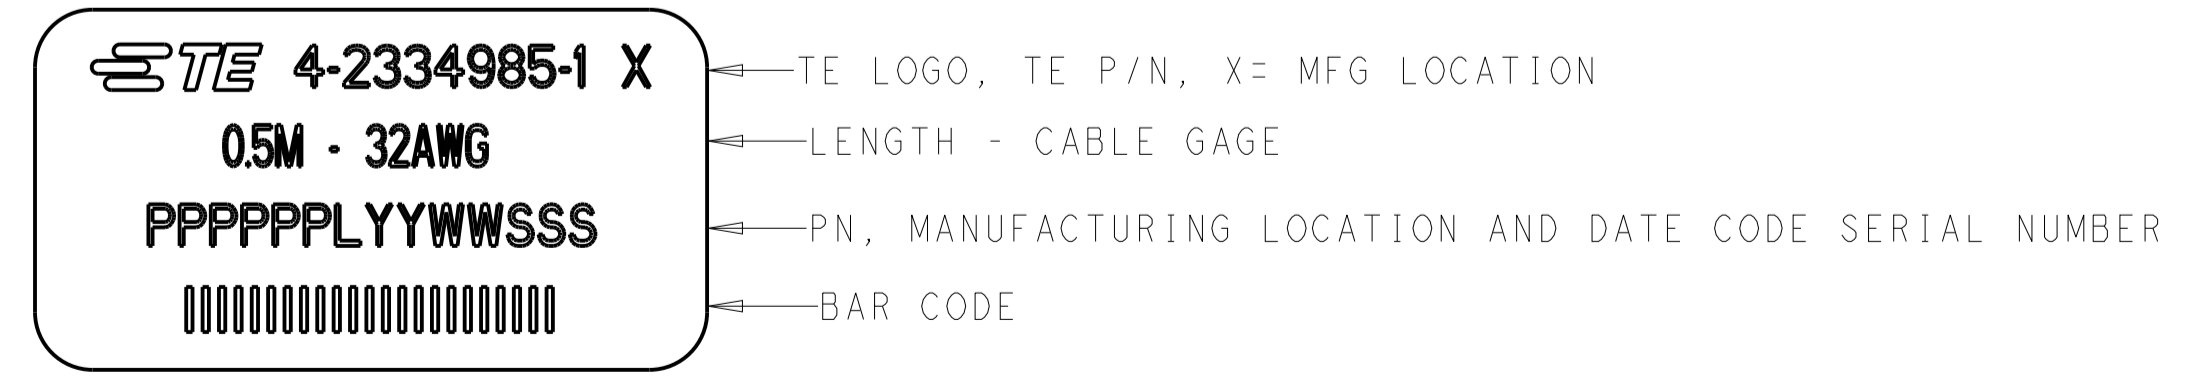 TE 4-2334985-1 X TE LOGO, TE P/N, X= MFG LOCATION
0.5M - 32AWG LENGTH - CABLE GAGE
PPPPPPLYYWWSSS PN, MANUFACTURING LOCATION AND DATE CODE SERIAL NUMBER
BAR CODE